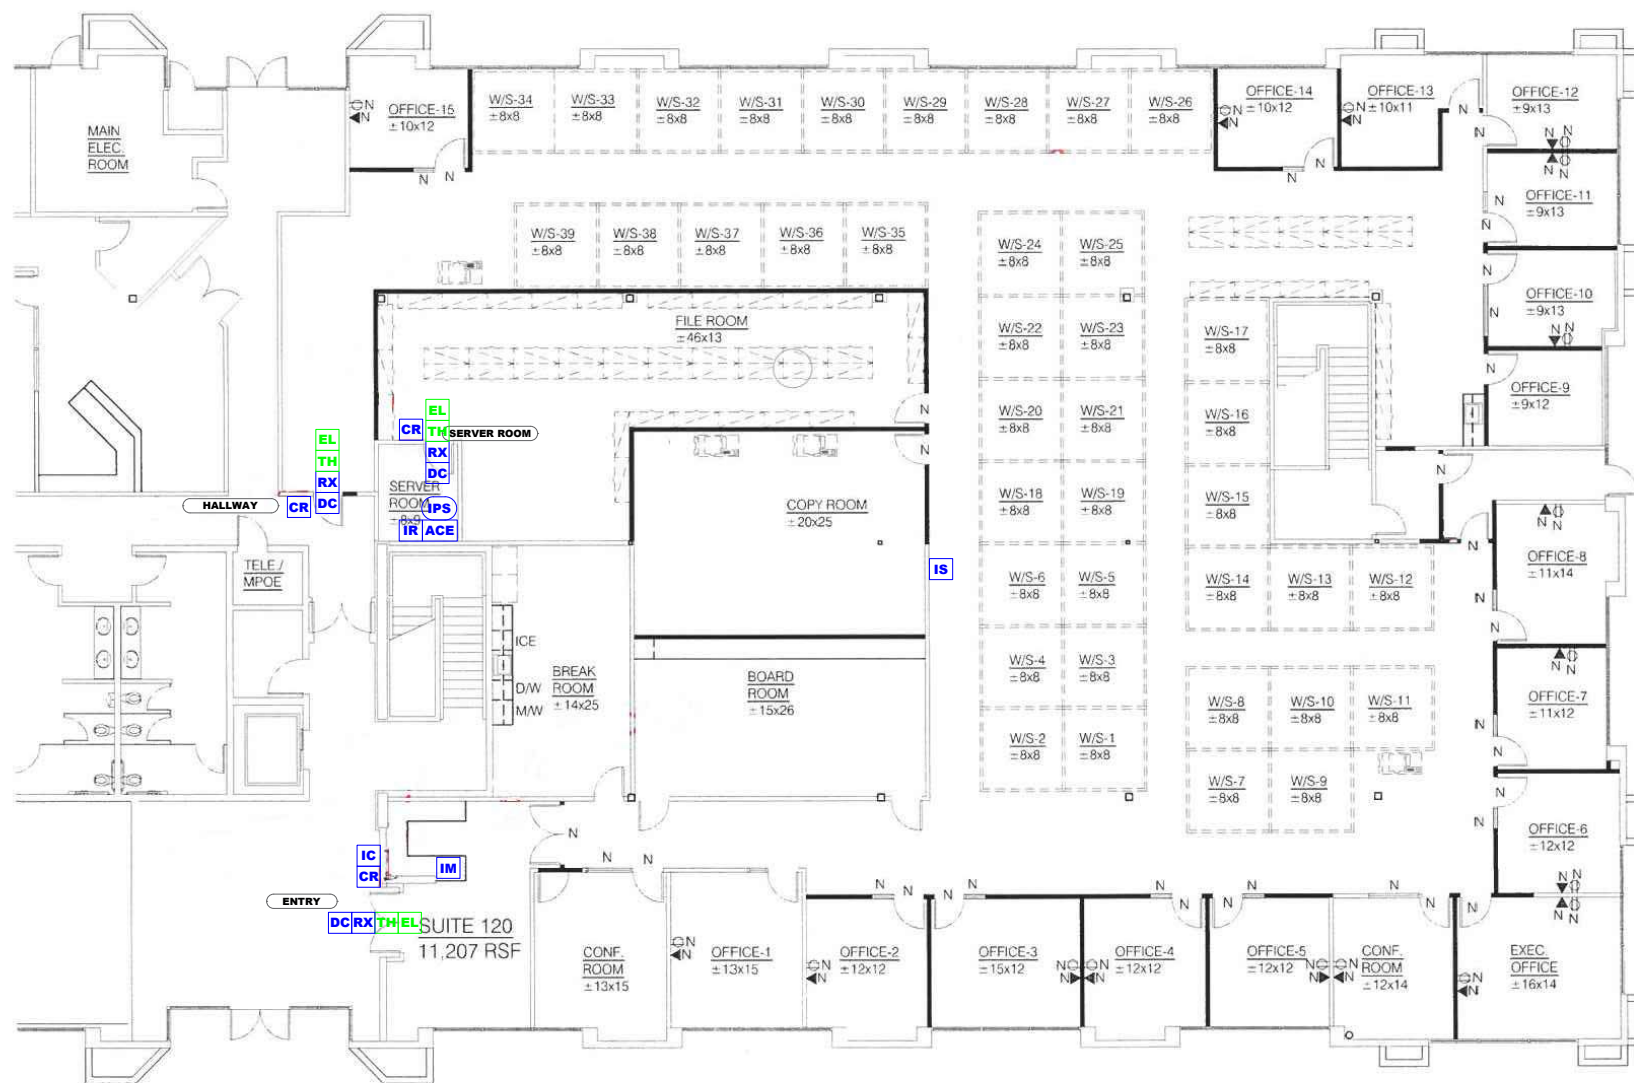 MAIN
ELEC.
ROOM
OFFICE-15
±10x12
N
N
N
N
W/S-34
±8x8
W/S-33
±8x8
W/S-32
±8x8
W/S-31
±8x8
W/S-30
±8x8
W/S-29
±8x8
W/S-28
±8x8
W/S-27
±8x8
W/S-26
±8x8
OFFICE-14
±10x12
N
N
N
N
OFFICE-13
±10x11
N
N
N
N
OFFICE-12
±9x13
N
N
N
N
OFFICE-11
±9x13
N
N
OFFICE-10
±9x13
N
N
N
N
OFFICE-9
±9x12
W/S-39
±8x8
W/S-38
±8x8
W/S-37
±8x8
W/S-36
±8x8
W/S-35
±8x8
W/S-24
±8x8
W/S-25
±8x8
W/S-22
±8x8
W/S-23
±8x8
W/S-20
±8x8
W/S-21
±8x8
W/S-18
±8x8
W/S-19
±8x8
W/S-6
±8x8
W/S-5
±8x8
W/S-4
±8x8
W/S-3
±8x8
W/S-2
±8x8
W/S-1
±8x8
W/S-17
±8x8
W/S-16
±8x8
W/S-15
±8x8
W/S-14
±8x8
W/S-13
±8x8
W/S-12
±8x8
W/S-8
±8x8
W/S-10
±8x8
W/S-11
±8x8
W/S-7
±8x8
W/S-9
±8x8
FILE ROOM
±46x13
N
N
EL
CR
TH
SERVER ROOM
RX
DC
SERVER
ROOM
±8x9
IPS
IR
ACE
EL
TH
RX
DC
HALLWAY
CR
COPY ROOM
±20x25
IS
TELE/
MPOE
ICE
D/W
M/W
BREAK
ROOM
±14x25
BOARD
ROOM
±15x26
N
N
OFFICE-8
±11x14
N
N
N
N
OFFICE-7
±11x12
N
N
N
N
N
N
OFFICE-6
±12x12
N
N
IC
CR
IM
ENTRY
DC
RX
TH
EL
SUITE 120
11,207 RSF
N
N
N
CONF.
ROOM
±13x15
OFFICE-1
±13x15
N
N
OFFICE-2
±12x12
N
N
N
N
OFFICE-3
±15x12
N
N
N
N
OFFICE-4
±12x12
N
N
N
N
OFFICE-5
±12x12
N
N
N
N
CONF.
ROOM
±12x14
N
N
N
N
EXEC.
OFFICE
±16x14
N
N
N
N
N